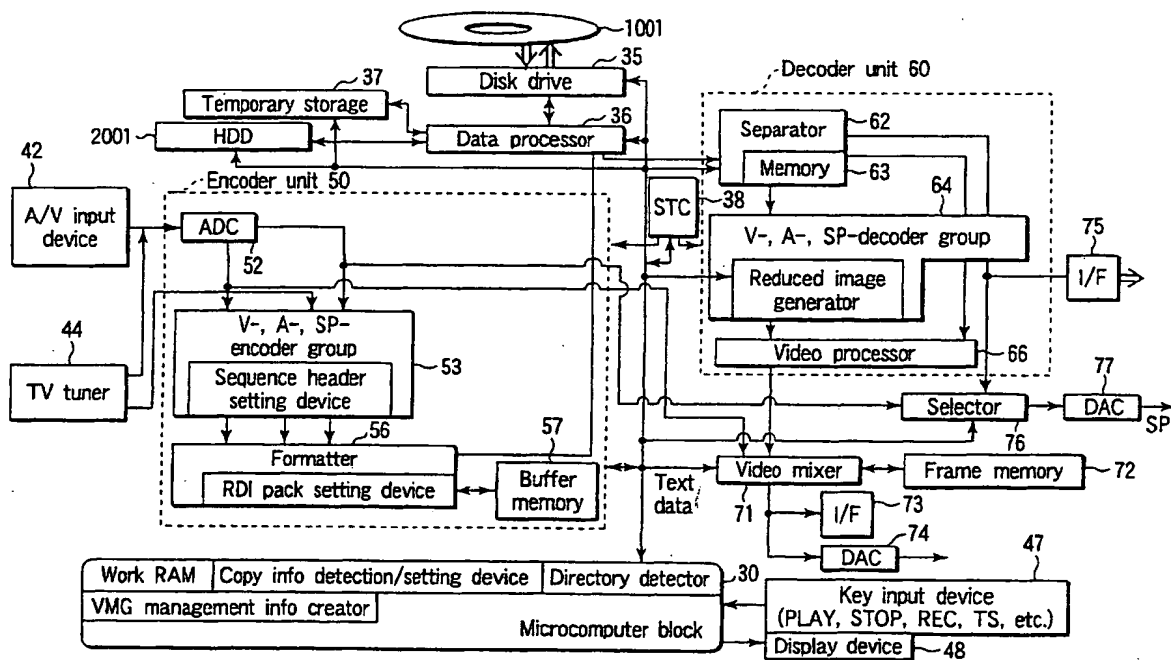 1001
35
Disk drive
37
Temporary storage
36
2001
HDD
Data processor
Decoder unit 60
Separator
62
Memory
63
42
A/V input
device
Encoder unit 50
ADC
52
STC
38
64
V-, A-, SP-decoder group
75
I/F
Reduced image
generator
44
TV tuner
V-, A-, SP-
encoder group
53
Sequence header
setting device
Video processor
66
77
Selector
DAC
76
SP
56
Formatter
57
RDI pack setting device
Buffer
memory
Text
data
Video mixer
71
Frame memory
72
I/F
73
74
DAC
47
Work RAM
Copy info detection/setting device
Directory detector
30
VMG management info creator
Microcomputer block
Key input device
(PLAY, STOP, REC, TS, etc.)
Display device
48